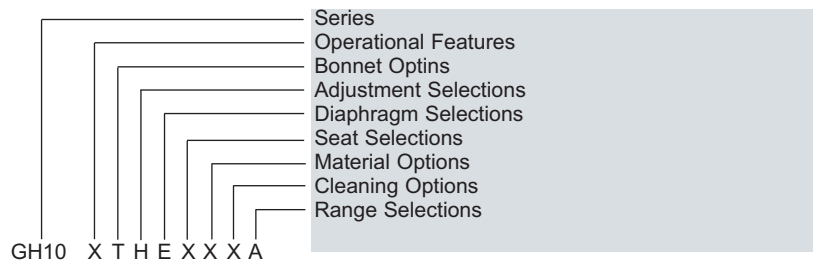 Series
Operational Features
Bonnet Optins
Adjustment Selections
Diaphragm Selections
Seat Selections
Material Options
Cleaning Options
Range Selections
GH10 X T H E X X X A